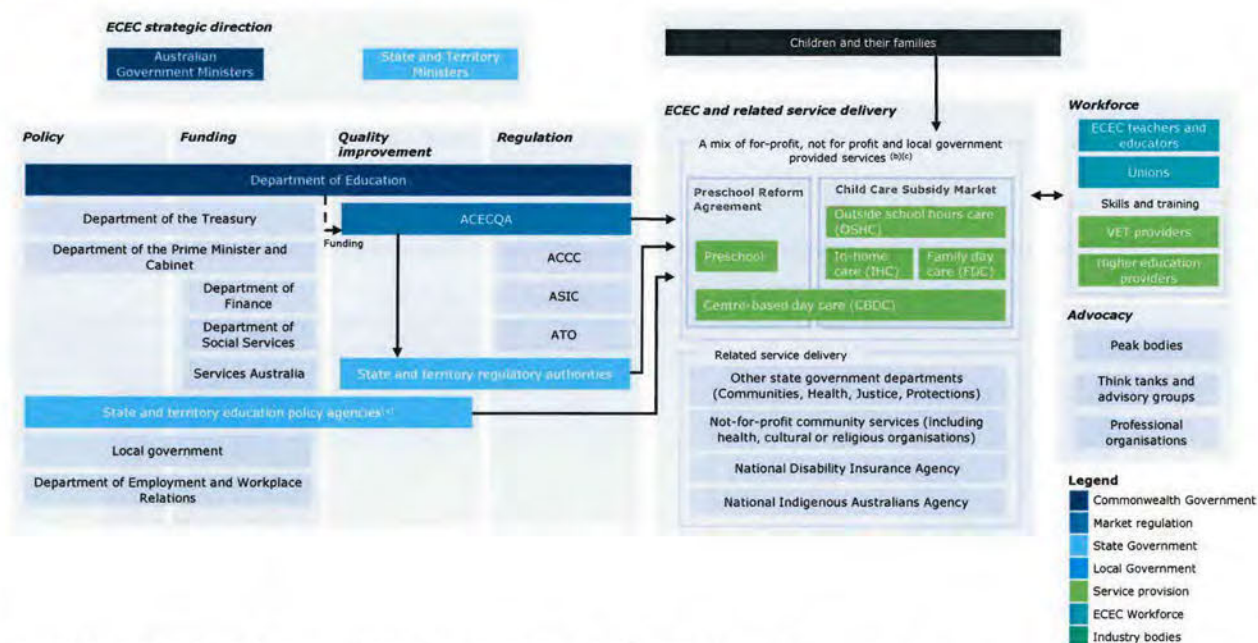 ECEC strategic direction
Australian
Government Ministers
State and Territory
Ministers
Children and their families
Policy
Funding
Quality
improvement
Regulation
Department of Education
Department of the Treasury
Funding
ACECQA
Department of the Prime Minister and
Cabinet
ACCC
Department of
Finance
ASIC
Department of
Social Services
ATO
Services Australia
State and territory regulatory authorities
State and territory education policy agencies(a)
Local government
Department of Employment and Workplace
Relations
ECEC and related service delivery
A mix of for-profit, not for profit and local government
provided services (b)(c)
Preschool Reform
Agreement
Child Care Subsidy Market
Outside school hours care
(OSHC)
Preschool
In-home
care (IHC)
Family day
care (FDC)
Centre-based day care (CBDC)
Related service delivery
Other state government departments
(Communities, Health, Justice, Protections)
Not-for-profit community services (including
health, cultural or religious organisations)
National Disability Insurance Agency
National Indigenous Australians Agency
Workforce
ECEC teachers and
educators
Unions
Skills and training
VET providers
Higher education
providers
Advocacy
Peak bodies
Think tanks and
advisory groups
Professional
organisations
Legend
Commonwealth Government
Market regulation
State Government
Local Government
Service provision
ECEC Workforce
Industry bodies